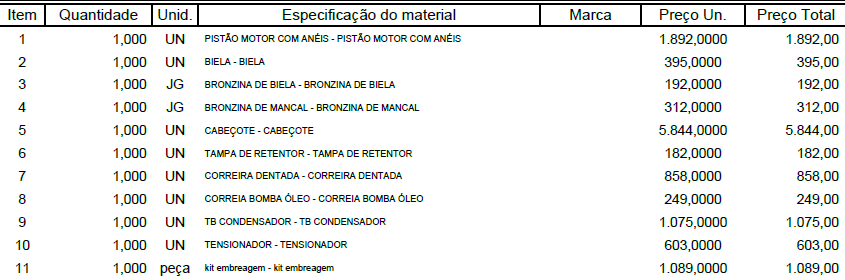 Item Quantidade Unid. Especificação do material Marca Preço Un. Preço Total
1 1,000 UN PISTÃO MOTOR COM ANÉIS - PISTÃO MOTOR COM ANÉIS 1.892,0000 1.892,00
2 1,000 UN BIELA - BIELA 395,0000 395,00
3 1,000 JG BRONZINA DE BIELA - BRONZINA DE BIELA 192,0000 192,00
4 1,000 JG BRONZINA DE MANCAL - BRONZINA DE MANCAL 312,0000 312,00
5 1,000 UN CABEÇOTE - CABEÇOTE 5.844,0000 5.844,00
6 1,000 UN TAMPA DE RETENTOR - TAMPA DE RETENTOR 182,0000 182,00
7 1,000 UN CORREIRA DENTADA - CORREIRA DENTADA 858,0000 858,00
8 1,000 UN CORREIA BOMBA ÓLEO - CORREIA BOMBA ÓLEO 249,0000 249,00
9 1,000 UN TB CONDENSADOR - TB CONDENSADOR 1.075,0000 1.075,00
10 1,000 UN TENSIONADOR - TENSIONADOR 603,0000 603,00
11 1,000 peça kit embreagem - kit embreagem 1.089,0000 1.089,00